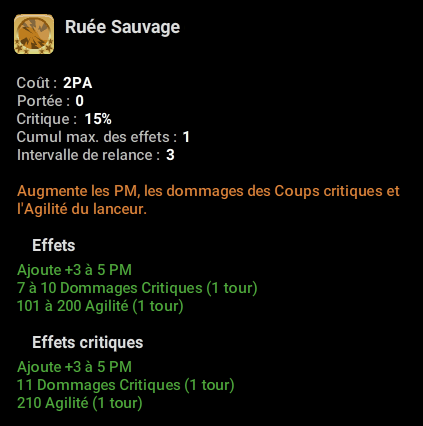 Ruée Sauvage
Coût : 2PA
Portée : 0
Critique : 15%
Cumul max. des effets : 1
Intervalle de relance : 3
Augmente les PM, les dommages des Coups critiques et
l'Agilité du lanceur.
Effets
Ajoute +3 à 5 PM
7 à 10 Dommages Critiques (1 tour)
101 à 200 Agilité (1 tour)
Effets critiques
Ajoute +3 à 5 PM
11 Dommages Critiques (1 tour)
210 Agilité (1 tour)